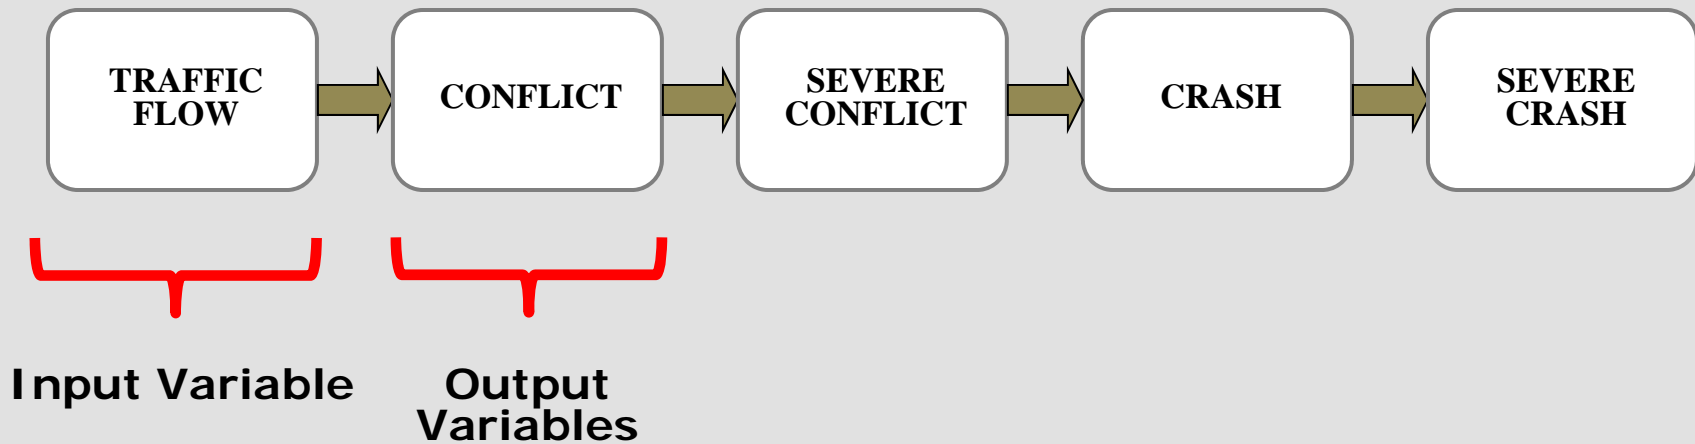 TRAFFIC
FLOW
CONFLICT
SEVERE
CONFLICT
CRASH
SEVERE
CRASH
Input Variable
Output
Variables